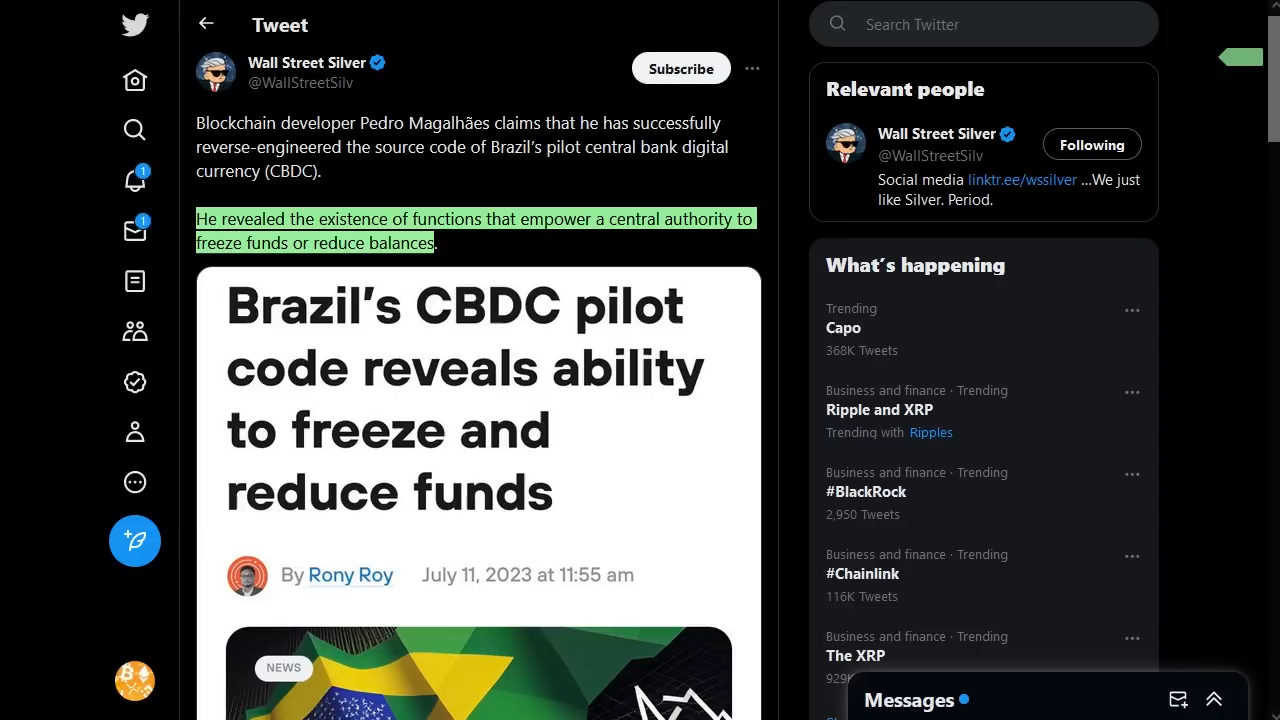 Tweet
Wall Street Silver
@WallStreetSilv
Subscribe
Blockchain developer Pedro Magalhães claims that he has successfully
reverse-engineered the source code of Brazil's pilot central bank digital
currency (CBDC).
He revealed the existence of functions that empower a central authority to
freeze funds or reduce balances.
Brazil's CBDC pilot
code reveals ability
to freeze and
reduce funds
By Rony Roy July 11, 2023 at 11:55 am
NEWS
1
1
Search Twitter
Relevant people
Wall Street Silver
@WallStreetSilv
Following
Social media linktr.ee/wssilver ...We just
like Silver. Period.
What's happening
Trending
Capo
368K Tweets
Business and finance · Trending
Ripple and XRP
Trending with Ripples
Business and finance · Trending
#BlackRock
2,950 Tweets
Business and finance · Trending
#Chainlink
116K Tweets
Business and finance · Trending
The XRP
929K
Messages